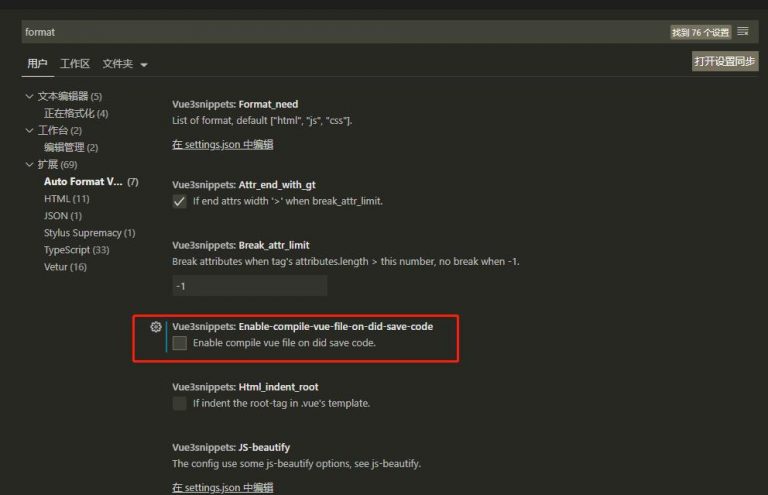 format
找到 76 个设置
用户 工作区 文件夹
打开设置同步
文本编辑器 (5)
正在格式化 (4)
工作台 (2)
编辑管理 (2)
扩展 (69)
Auto Format V... (7)
HTML (11)
JSON (1)
Stylus Supremacy (1)
TypeScript (33)
Vetur (16)
Vue3snippets: Format_need
List of format, default ["html", "js", "css"].
在 settings.json 中编辑
Vue3snippets: Attr_end_with_gt
If end attrs width '>' when break_attr_limit.
Vue3snippets: Break_attr_limit
Break attributes when tag's attributes.length > this number, no break when -1.
-1
Vue3snippets: Enable-compile-vue-file-on-did-save-code
Enable compile vue file on did save code.
Vue3snippets: Html_indent_root
If indent the root-tag in .vue's template.
Vue3snippets: JS-beautify
The config use some js-beautify options, see js-beautify.
在 settings.json 中编辑